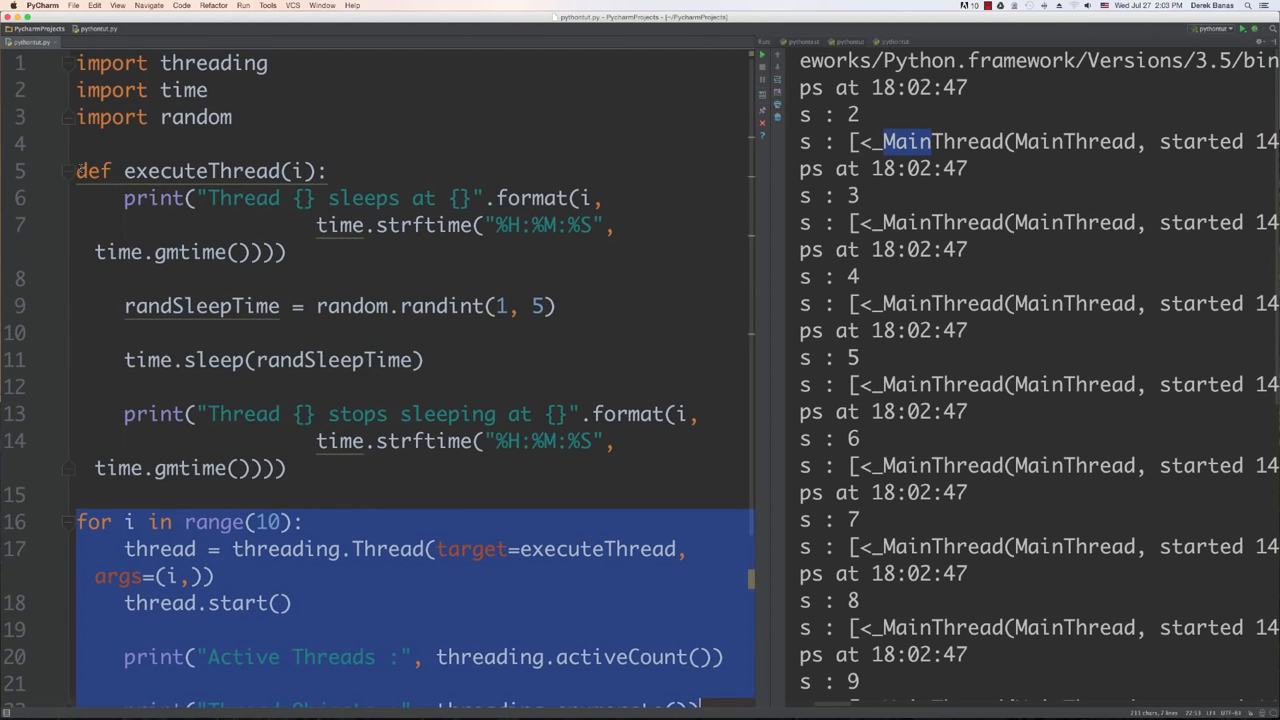 PyCharm File Edit View Navigate Code Refactor Run Tools VCS Window Help
10 Wed Jul 27 2:03 PM Derek Banas
pythontut.py - PycharmProjects - [~/PycharmProjects]
PycharmProjects pythontut.py
pythontut
pythontut.py
Run pythontut pythontut pythontut
1 import threading
2 import time
3 import random
4
5 def executeThread(i):
6 print("Thread {} sleeps at {}".format(i,
7 time.strftime("%H:%M:%S",
time.gmtime())))
8
9 randSleepTime = random.randint(1, 5)
10
11 time.sleep(randSleepTime)
12
13 print("Thread {} stops sleeping at {}".format(i,
14 time.strftime("%H:%M:%S",
time.gmtime())))
15
16 for i in range(10):
17 thread = threading.Thread(target=executeThread,
args=(i,))
18 thread.start()
19
20 print("Active Threads :", threading.activeCount())
21
eworks/Python.framework/Versions/3.5/bin
ps at 18:02:47
s : 2
s : [<_MainThread(MainThread, started 14
ps at 18:02:47
s : 3
s : [<_MainThread(MainThread, started 14
ps at 18:02:47
s : 4
s : [<_MainThread(MainThread, started 14
ps at 18:02:47
s : 5
s : [<_MainThread(MainThread, started 14
ps at 18:02:47
s : 6
s : [<_MainThread(MainThread, started 14
ps at 18:02:47
s : 7
s : [<_MainThread(MainThread, started 14
ps at 18:02:47
s : 8
s : [<_MainThread(MainThread, started 14
ps at 18:02:47
s : 9
211 chars, 7 lines 22:53 LF UTF-8